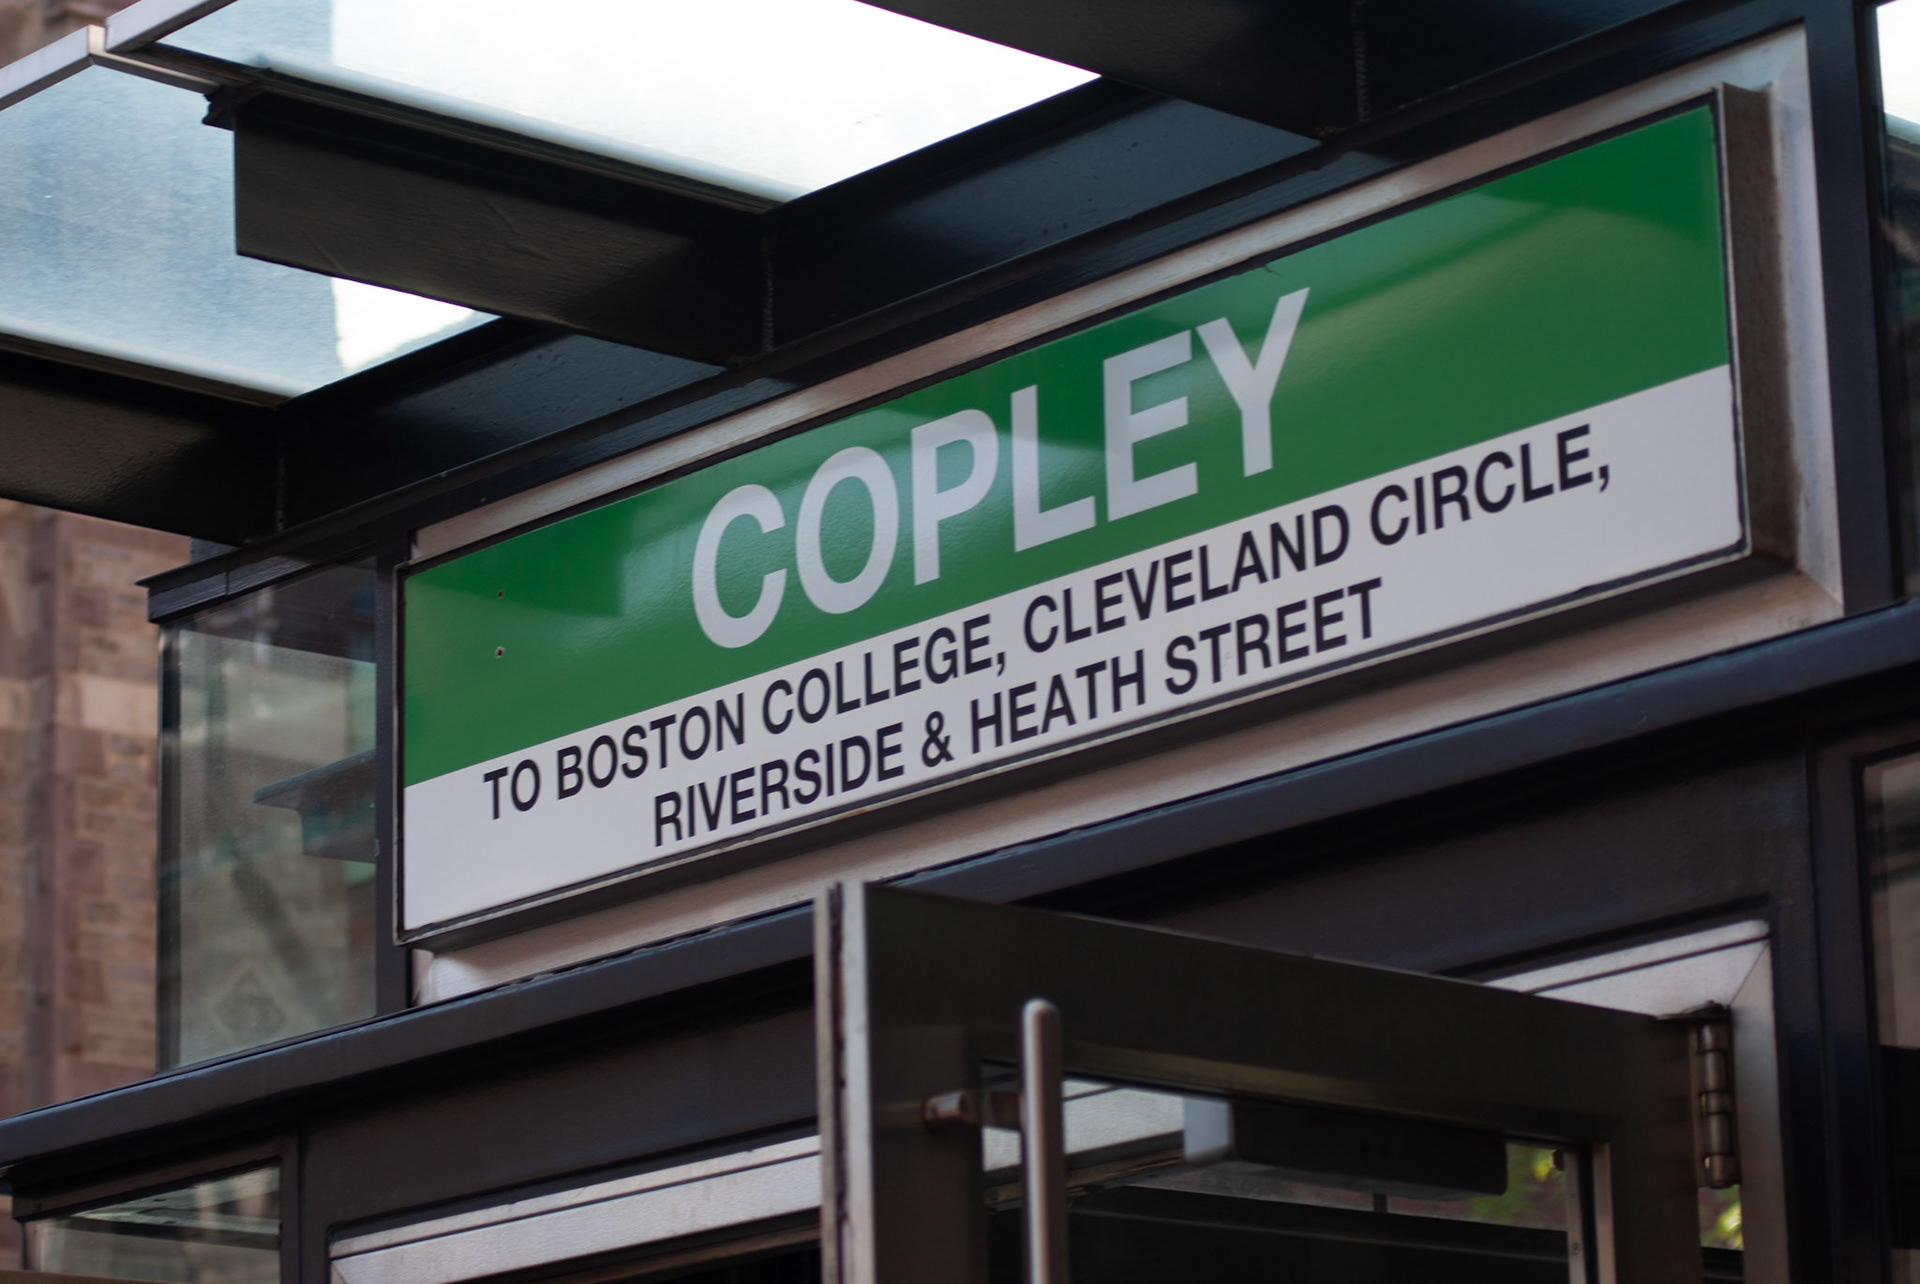 COPLEY
TO BOSTON COLLEGE, CLEVELAND CIRCLE,
RIVERSIDE & HEATH STREET